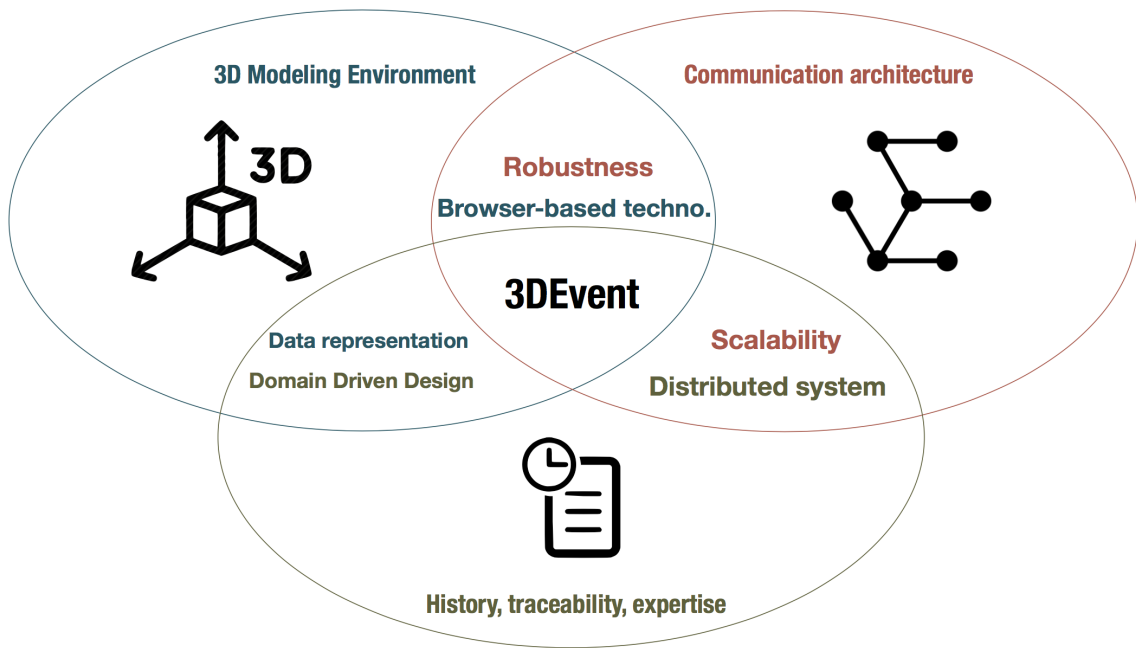 3D Modeling Environment
Communication architecture
3D
Robustness
Browser-based techno.
3DEvent
Data representation
Domain Driven Design
Scalability
Distributed system
History, traceability, expertise